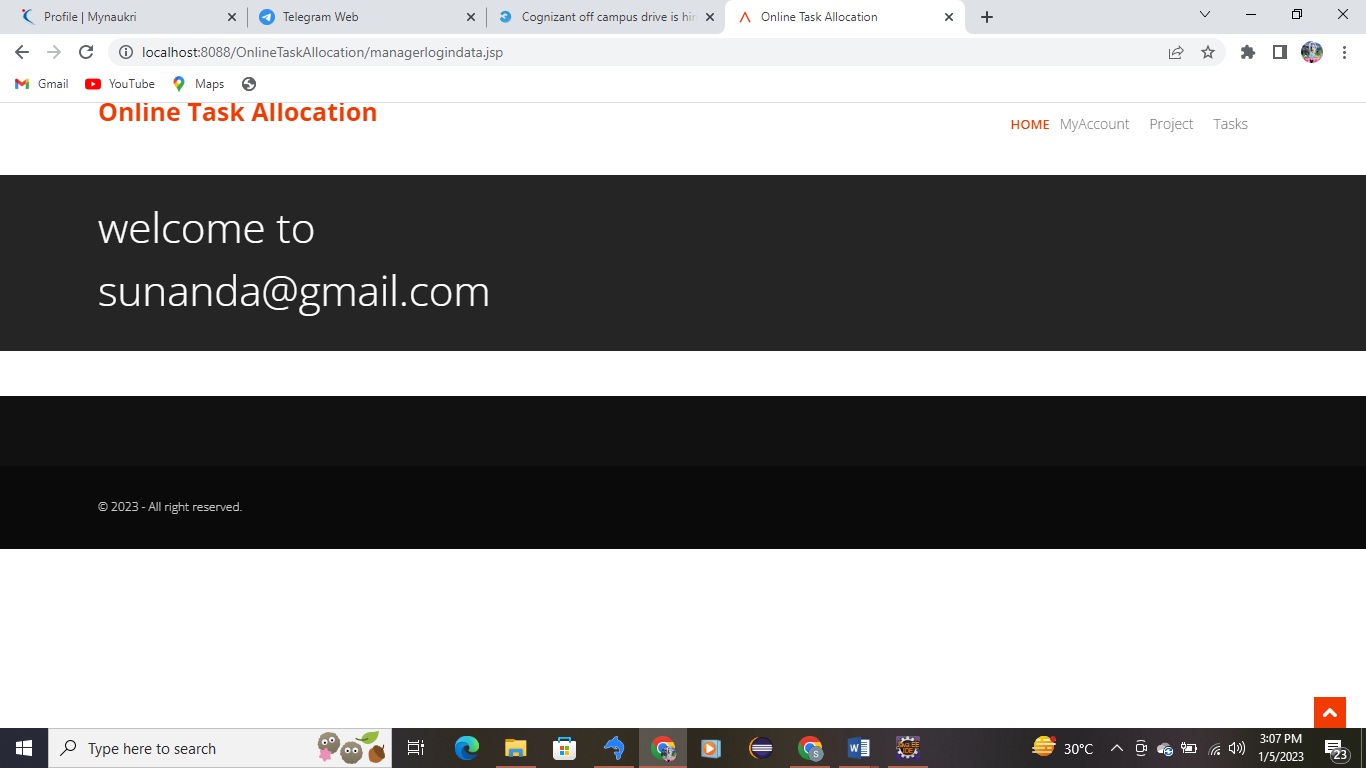 Profile | Mynaukri
Telegram Web
Cognizant off campus drive is hir
Online Task Allocation
localhost:8088/OnlineTaskAllocation/managerlogindata.jsp
Gmail
YouTube
Maps
Online Task Allocation
HOME MyAccount Project Tasks
welcome to
sunanda@gmail.com
© 2023 - All right reserved.
Type here to search
30°C
3:07 PM
1/5/2023
23